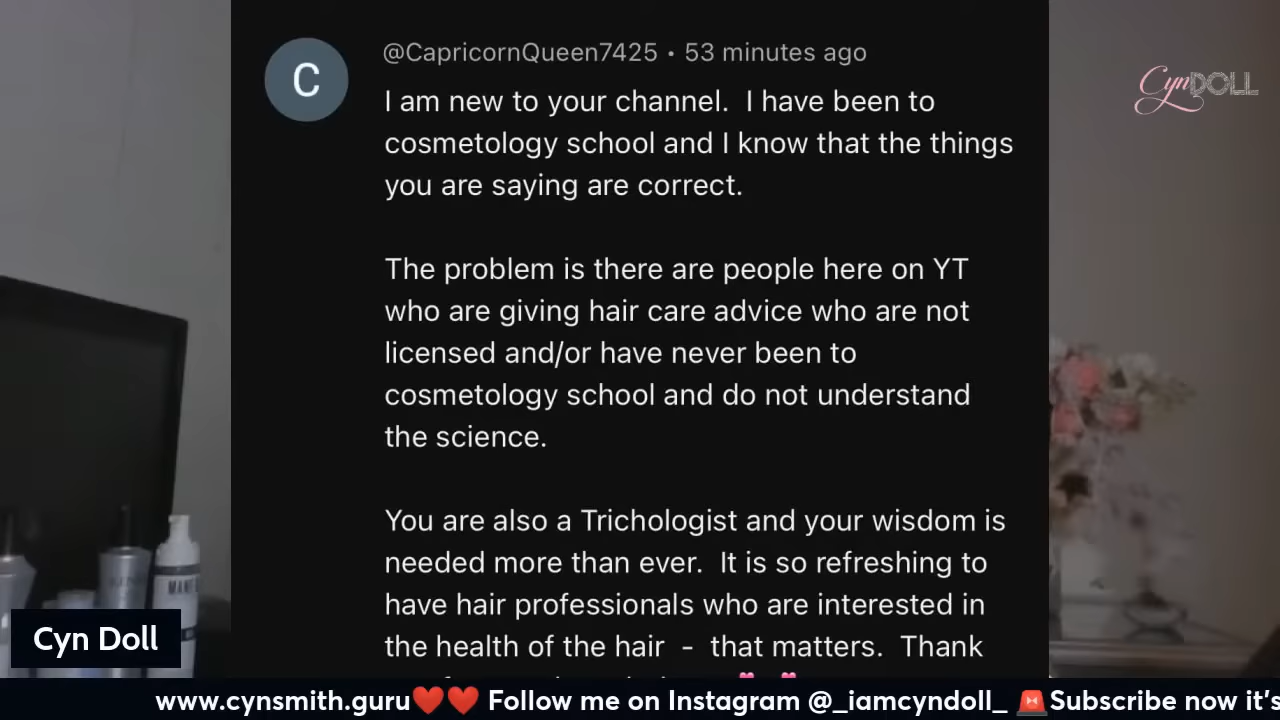 @CapricornQueen7425 • 53 minutes ago
C
I am new to your channel. I have been to
cosmetology school and I know that the things
you are saying are correct.
The problem is there are people here on YT
who are giving hair care advice who are not
licensed and/or have never been to
cosmetology school and do not understand
the science.
You are also a Trichologist and your wisdom is
needed more than ever. It is so refreshing to
have hair professionals who are interested in
the health of the hair - that matters. Thank
CynDOLL
Cyn Doll
www.cynsmith.guru❤️❤️ Follow me on Instagram @_iamcyndoll_ 🚨Subscribe now it's